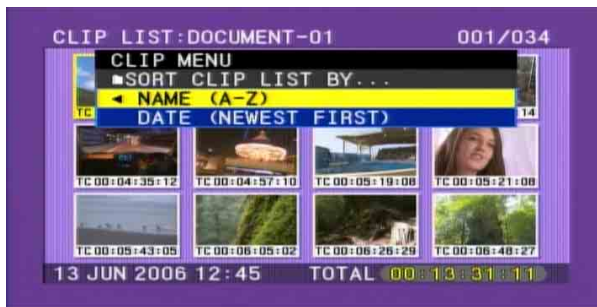 CLIP LIST:DOCUMENT-01 001/034
CLIP MENU
SORT CLIP LIST BY...
◄ NAME (A-Z)
DATE (NEWEST FIRST)
TC 14
TC 00:04:35:12 TC 00:04:57:10 TC 00:05:19:08 TC 00:05:21:08
TC 00:05:43:05 TC 00:06:05:02 TC 00:06:26:29 TC 00:06:48:27
13 JUN 2006 12:45 TOTAL 00:13:31:11